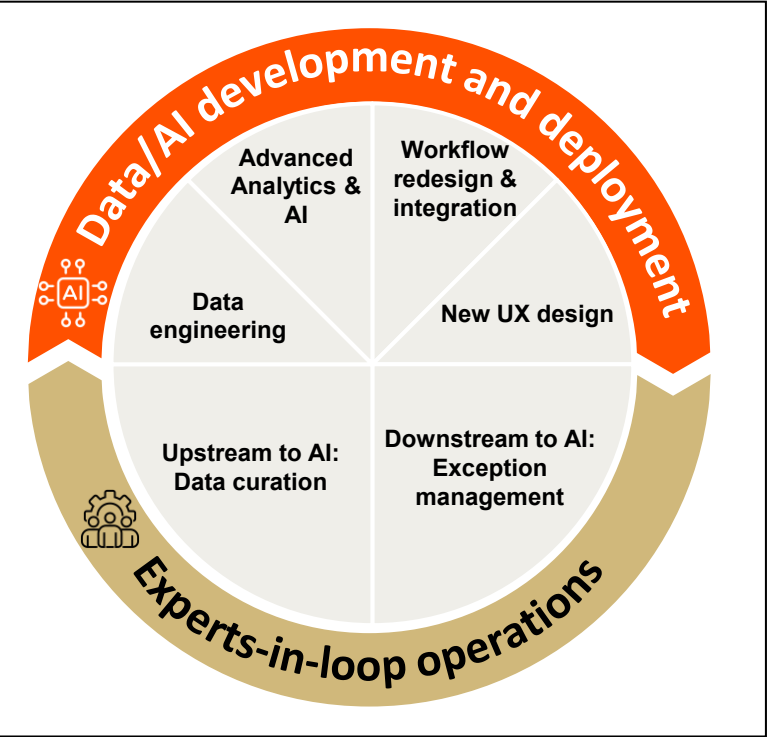 Data/AI development and deployment
Advanced
Analytics &
AI
Workflow
redesign &
integration
AI
Data
engineering
New UX design
Upstream to AI:
Data curation
Downstream to AI:
Exception
management
Experts-in-loop operations